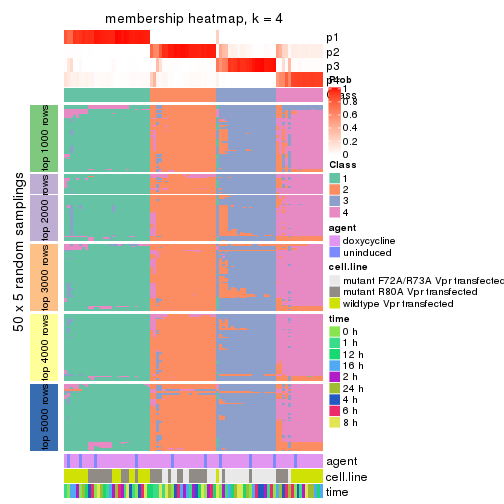 membership heatmap, k = 4
p1
p2
p3
p4
Prob
1
0.8
0.6
0.4
0.2
0
Class
Class
1
2
3
4
agent
doxycycline
uninduced
cell.line
mutant F72A/R73A Vpr transfected
mutant R80A Vpr transfected
wildtype Vpr transfected
time
0 h
1 h
12 h
16 h
2 h
24 h
4 h
6 h
8 h
50 x 5 random samplings
top 1000 rows
top 2000 rows
top 3000 rows
top 4000 rows
top 5000 rows
agent
cell.line
time